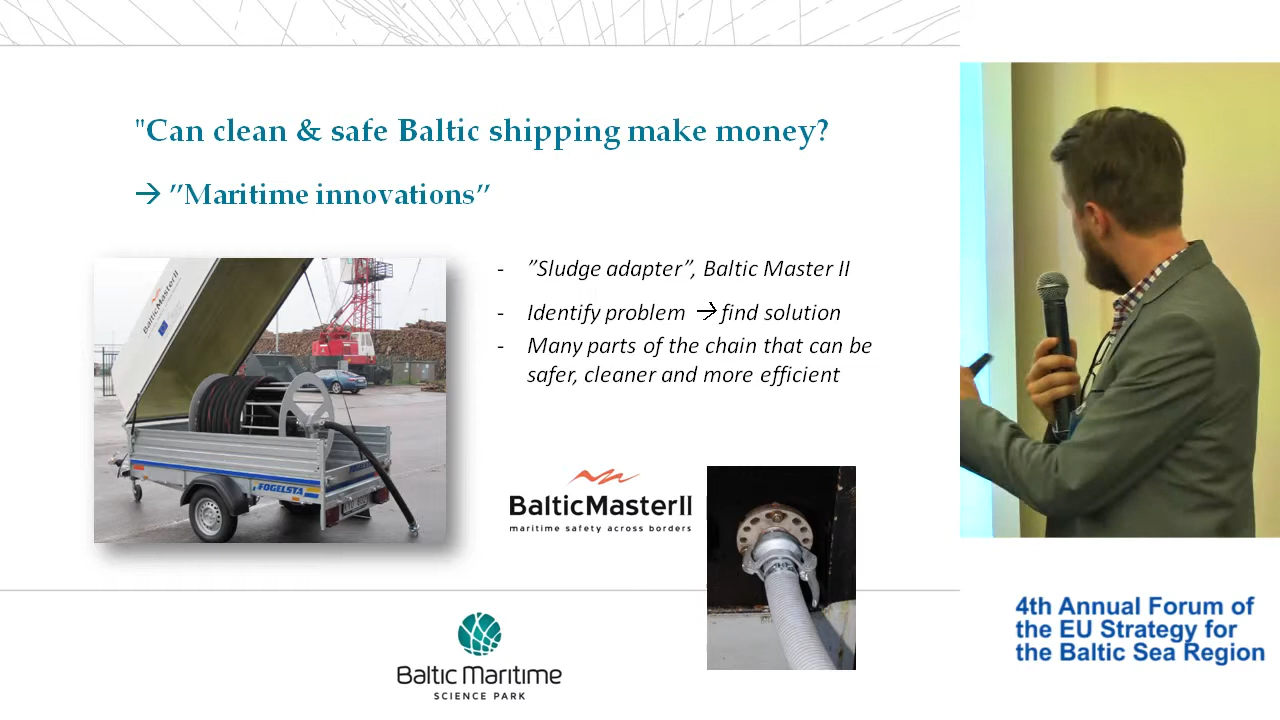 "Can clean & safe Baltic shipping make money?
→ ”Maritime innovations”
- ”Sludge adapter”, Baltic Master II
- Identify problem → find solution
- Many parts of the chain that can be
safer, cleaner and more efficient
BalticMasterII
FOGELSTA
BalticMasterII
maritime safety across borders
Baltic Maritime
SCIENCE PARK
4th Annual Forum of
the EU Strategy for
the Baltic Sea Region